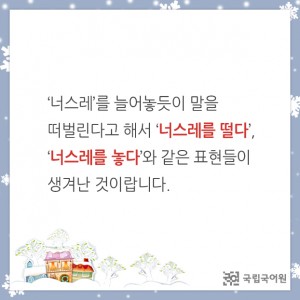 ‘너스레’를 늘어놓듯이 말을
떠벌린다고 해서 ‘너스레를 떨다’,
‘너스레를 놓다’와 같은 표현들이
생겨난 것이랍니다.
국립국어원